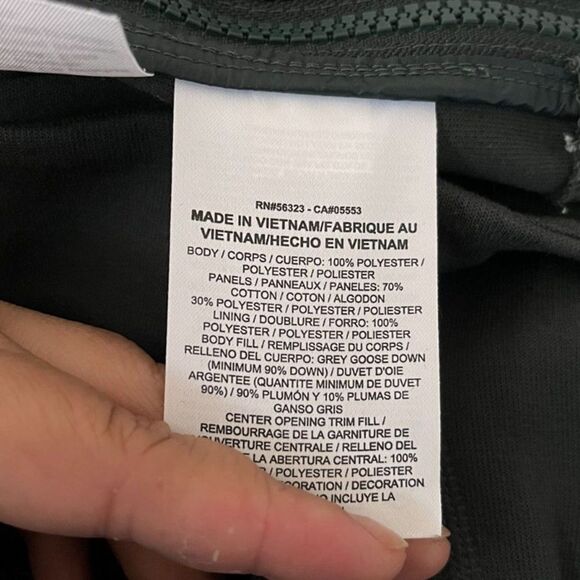 RN#56323 - CA#05553
MADE IN VIETNAM/FABRIQUE AU
VIETNAM/HECHO EN VIETNAM
BODY / CORPS / CUERPO: 100% POLYESTER /
POLYESTER / POLIESTER
PANELS / PANNEAUX / PANELES: 70%
COTTON / COTON / ALGODON
30% POLYESTER / POLYESTER / POLIESTER
LINING / DOUBLURE / FORRO: 100%
POLYESTER / POLYESTER / POLIESTER
BODY FILL / REMPLISSAGE DU CORPS /
RELLENO DEL CUERPO: GREY GOOSE DOWN
(MINIMUM 90% DOWN) / DUVET D'OIE
ARGENTEE (QUANTITE MINIMUM DE DUVET
90%) / 90% PLUMÓN Y 10% PLUMAS DE
GANSO GRIS
CENTER OPENING TRIM FILL /
REMBOURRAGE DE LA GARNITURE DE
OUVERTURE CENTRALE / RELLENO DEL
LA ABERTURA CENTRAL: 100%
/ POLYESTER / POLIESTER
DECORATION / DECORATION /
INCLUYE LA